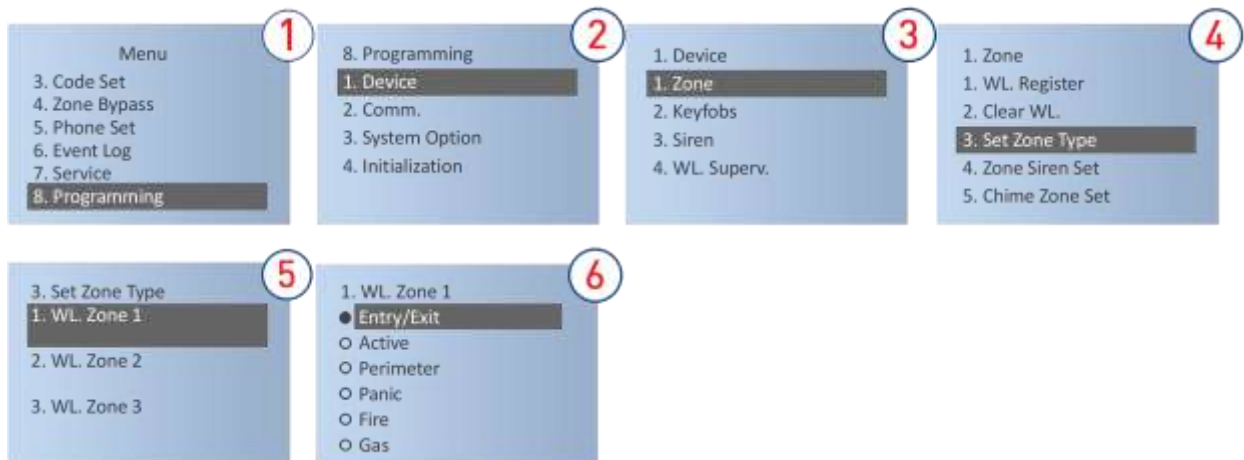 1
Menu
3. Code Set
4. Zone Bypass
5. Phone Set
6. Event Log
7. Service
8. Programming
2
8. Programming
1. Device
2. Comm.
3. System Option
4. Initialization
3
1. Device
1. Zone
2. Keyfobs
3. Siren
4. WL. Superv.
4
1. Zone
1. WL. Register
2. Clear WL.
3. Set Zone Type
4. Zone Siren Set
5. Chime Zone Set
5
3. Set Zone Type
1. WL. Zone 1
2. WL. Zone 2
3. WL. Zone 3
6
1. WL. Zone 1
Entry/Exit
Active
Perimeter
Panic
Fire
Gas